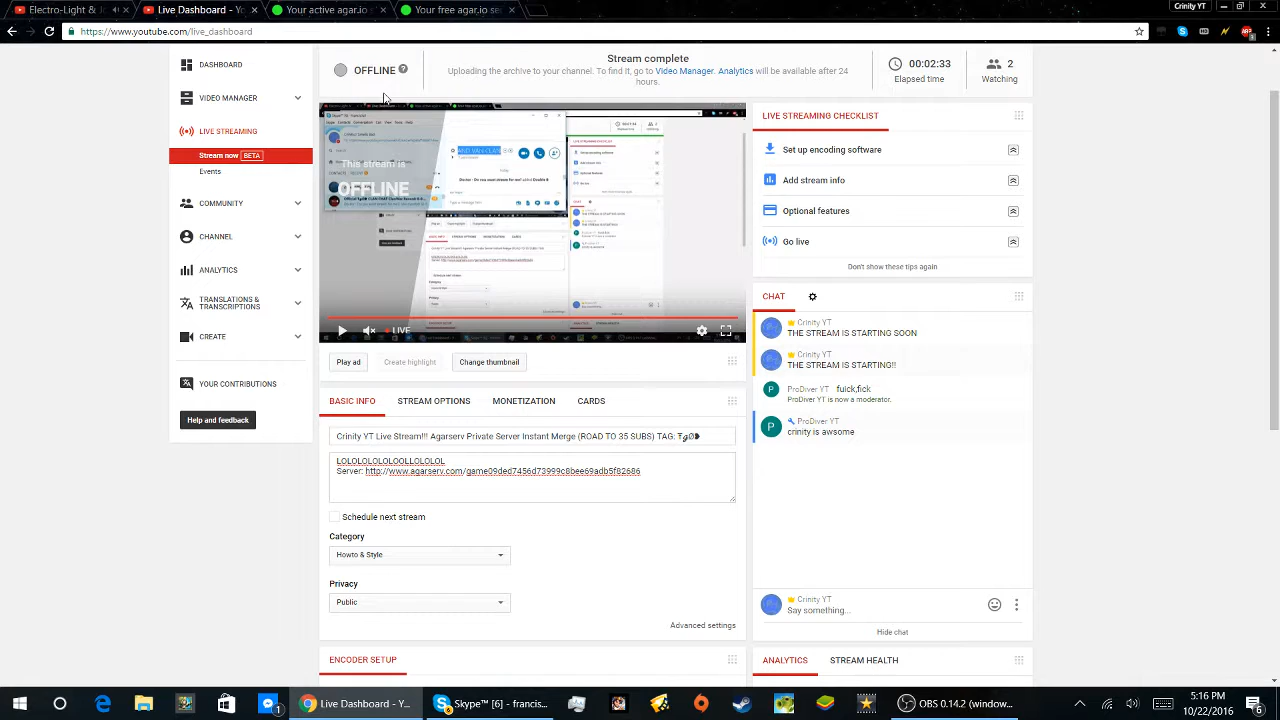 Electro-Light &
Live Dashboard - Y
Your active agar.io
Your free agar.io se
Crinity YT
https://www.youtube.com/live_dashboard
DASHBOARD
VIDEO MANAGER
LIVE STREAMING
Stream now BETA
Events
COMMUNITY
CHANNEL
ANALYTICS
TRANSLATIONS &
TRANSCRIPTIONS
CREATE
YOUR CONTRIBUTIONS
Help and feedback
OFFLINE
Stream complete
Uploading the archive to your channel. To find it, go to Video Manager. Analytics will be available after 24
hours.
00:02:33
Elapsed time
2
Watching
This stream is
OFFLINE
LIVE
Play ad
Create highlight
Change thumbnail
BASIC INFO
STREAM OPTIONS
MONETIZATION
CARDS
Crinity YT Live Stream!!! Agarserv Private Server Instant Merge (ROAD TO 35 SUBS) TAG:
LOLOLOLOLOLOOLLOLOLOL
Server: http://www.agarserv.com/game09ded7456d73999c8bee69adb5f82686
Schedule next stream
Category
Howto & Style
Privacy
Public
Advanced settings
ENCODER SETUP
LIVE STREAMING CHECKLIST
Set up encoding software
Add stream info
Optional features
Go live
Don't show these tips again
CHAT
Crinity YT
THE STREAM IS STARTING SOON
Crinity YT
THE STREAM IS STARTING!!
ProDiver YT fulck,fick
ProDiver YT is now a moderator.
ProDiver YT
crinity is awsome
Crinity YT
Say something...
Hide chat
ANALYTICS
STREAM HEALTH
Live Dashboard - Y...
Skype™ [6] - francis...
OBS 0.14.2 (window...
5:16 PM
10/22/2016